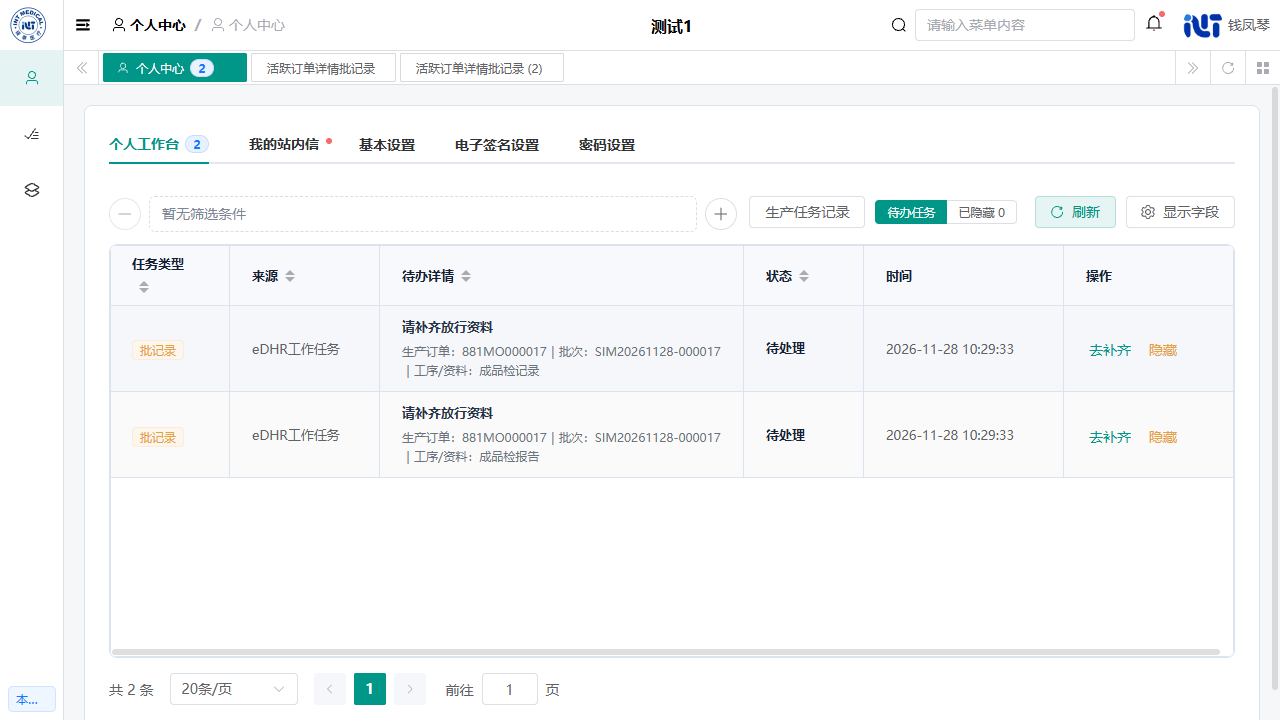 个人中心 / 个人中心
测试1
请输入菜单内容
钱凤琴
个人中心 2
活跃订单详情批记录
活跃订单详情批记录 (2)
个人工作台 2
我的站内信
基本设置
电子签名设置
密码设置
暂无筛选条件
生产任务记录
待办任务
已隐藏 0
刷新
显示字段
任务类型
来源
待办详情
状态
时间
操作
批记录
eDHR工作任务
请补齐放行资料
生产订单：881MO000017 | 批次：SIM20261128-000017
| 工序/资料：成品检记录
待处理
2026-11-28 10:29:33
去补齐
隐藏
批记录
eDHR工作任务
请补齐放行资料
生产订单：881MO000017 | 批次：SIM20261128-000017
| 工序/资料：成品检报告
待处理
2026-11-28 10:29:33
去补齐
隐藏
共 2 条
20条/页
1
前往 1 页
本...